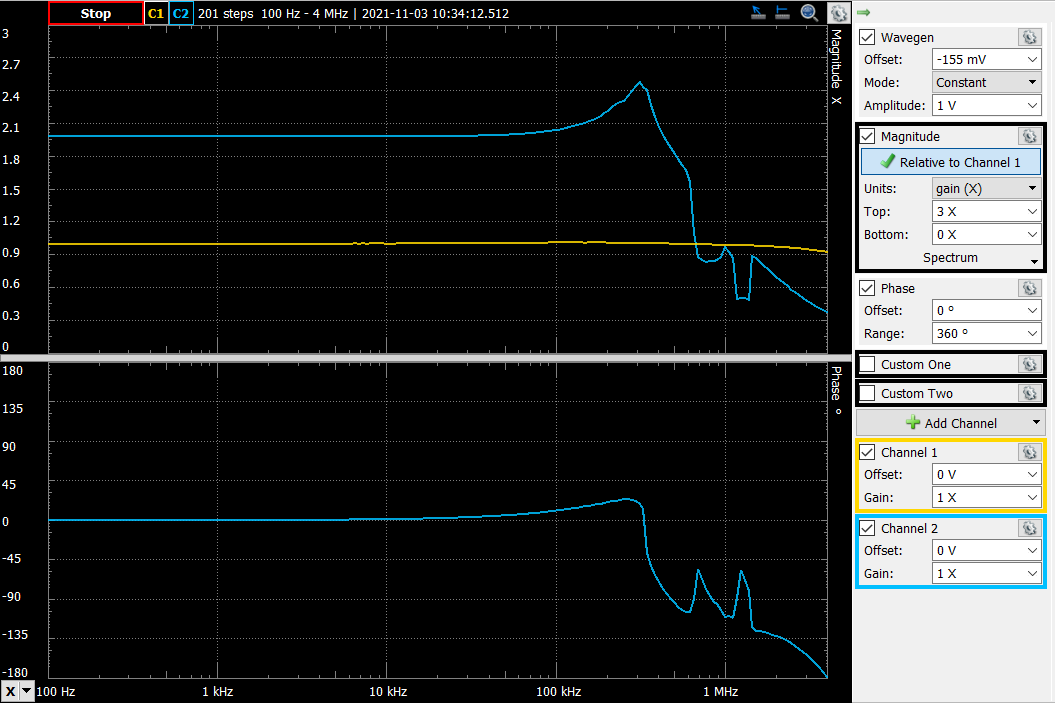 Stop C1 C2 201 steps 100 Hz - 4 MHz | 2021-11-03 10:34:12.512
3
2.7
2.4
2.1
1.8
1.5
1.2
0.9
0.6
0.3
0
Magnitude X
180
135
90
45
0
-45
-90
-135
-180
Phase °
X
100 Hz 1 kHz 10 kHz 100 kHz 1 MHz
Wavegen
Offset: -155 mV
Mode: Constant
Amplitude: 1 V
Magnitude
Relative to Channel 1
Units: gain (X)
Top: 3 X
Bottom: 0 X
Spectrum
Phase
Offset: 0 º
Range: 360 º
Custom One
Custom Two
Add Channel
Channel 1
Offset: 0 V
Gain: 1 X
Channel 2
Offset: 0 V
Gain: 1 X